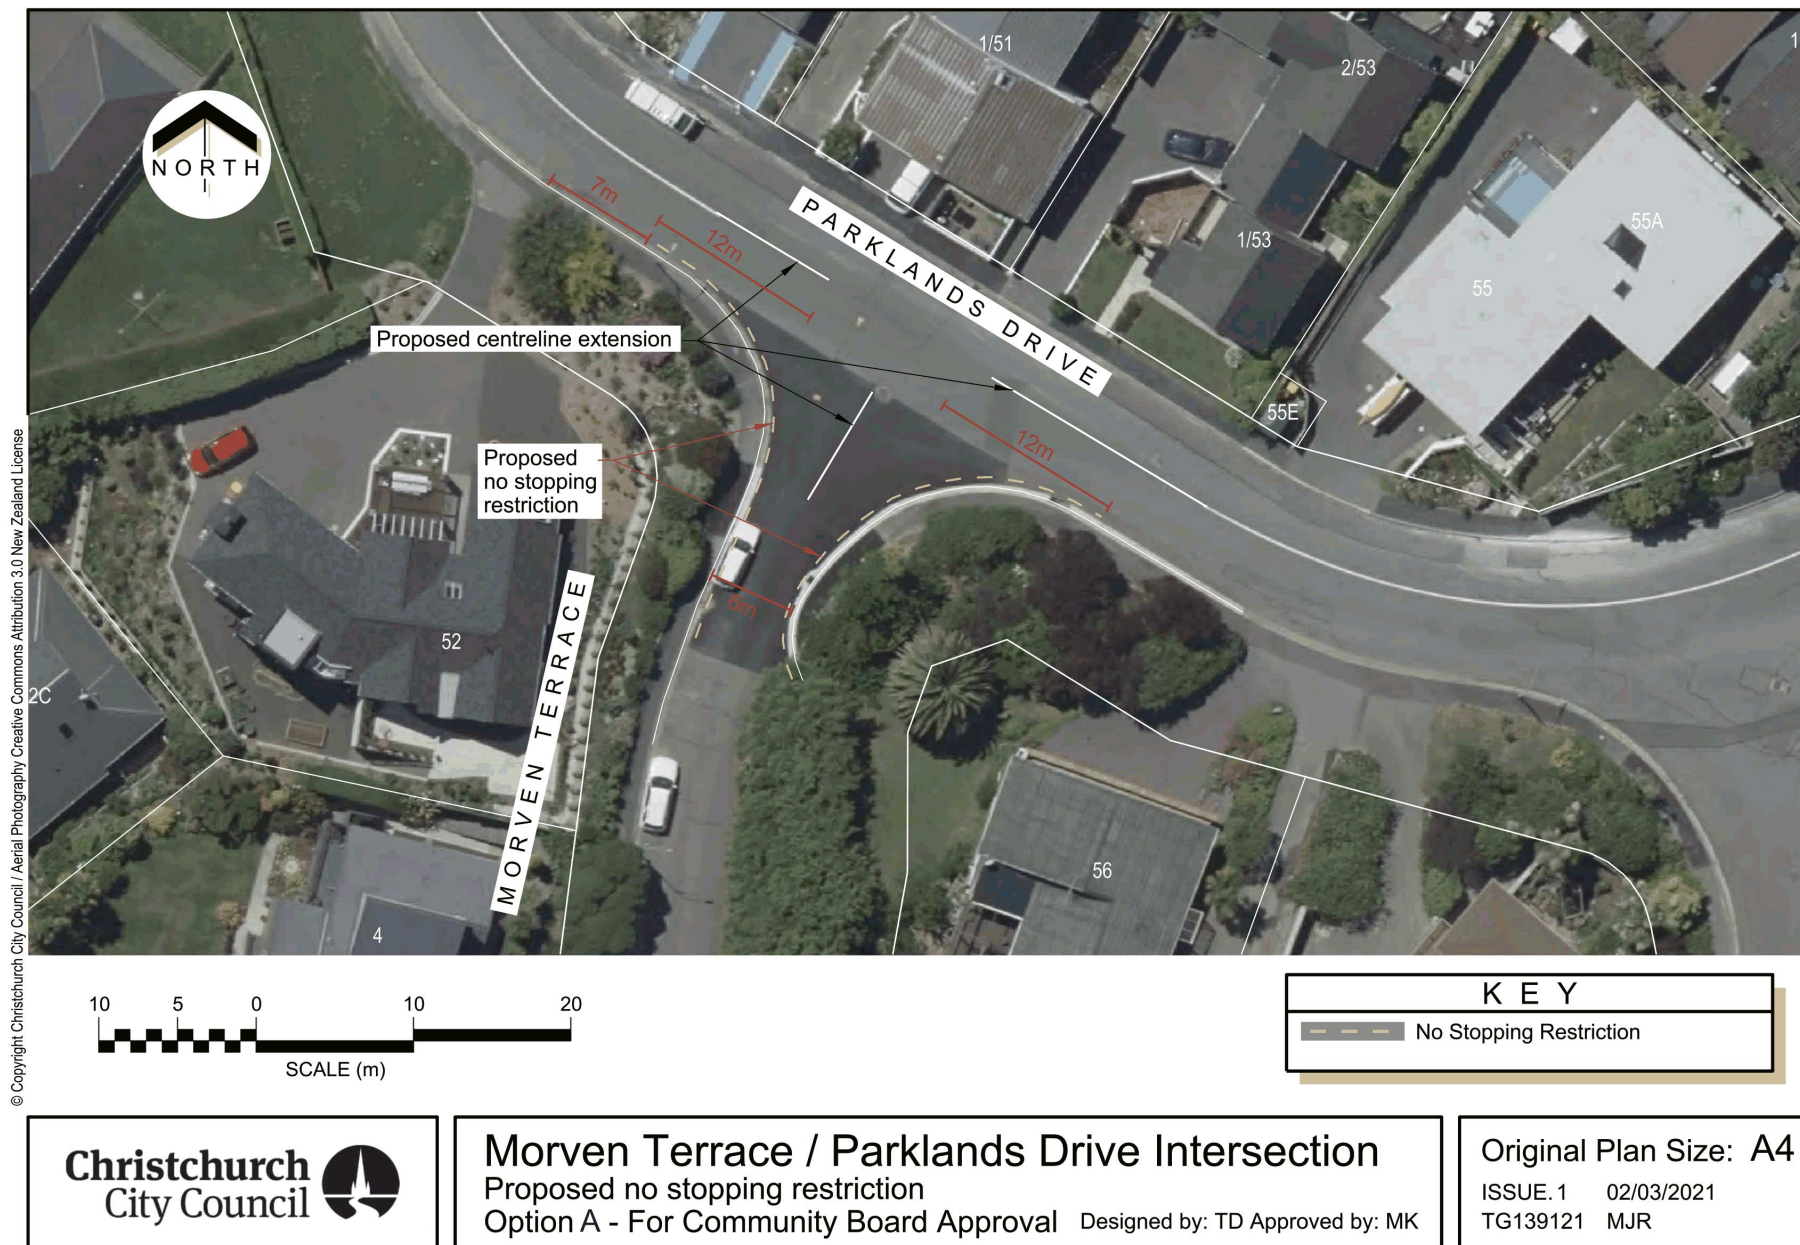 1/51
2/53
1
NORTH
7m
12m
PARKLANDS DRIVE
55A
1/53
55
Proposed centreline extension
55E
12m
Proposed
no stopping
restriction
6m
MORVEN TERRACE
52
2C
56
4
© Copyright Christchurch City Council / Aerial Photography Creative Commons Attribution 3.0 New Zealand License
10 5 0 10 20
SCALE (m)
KEY
No Stopping Restriction
Christchurch
City Council
Morven Terrace / Parklands Drive Intersection
Proposed no stopping restriction
Option A - For Community Board Approval Designed by: TD Approved by: MK
Original Plan Size: A4
ISSUE.1 02/03/2021
TG139121 MJR